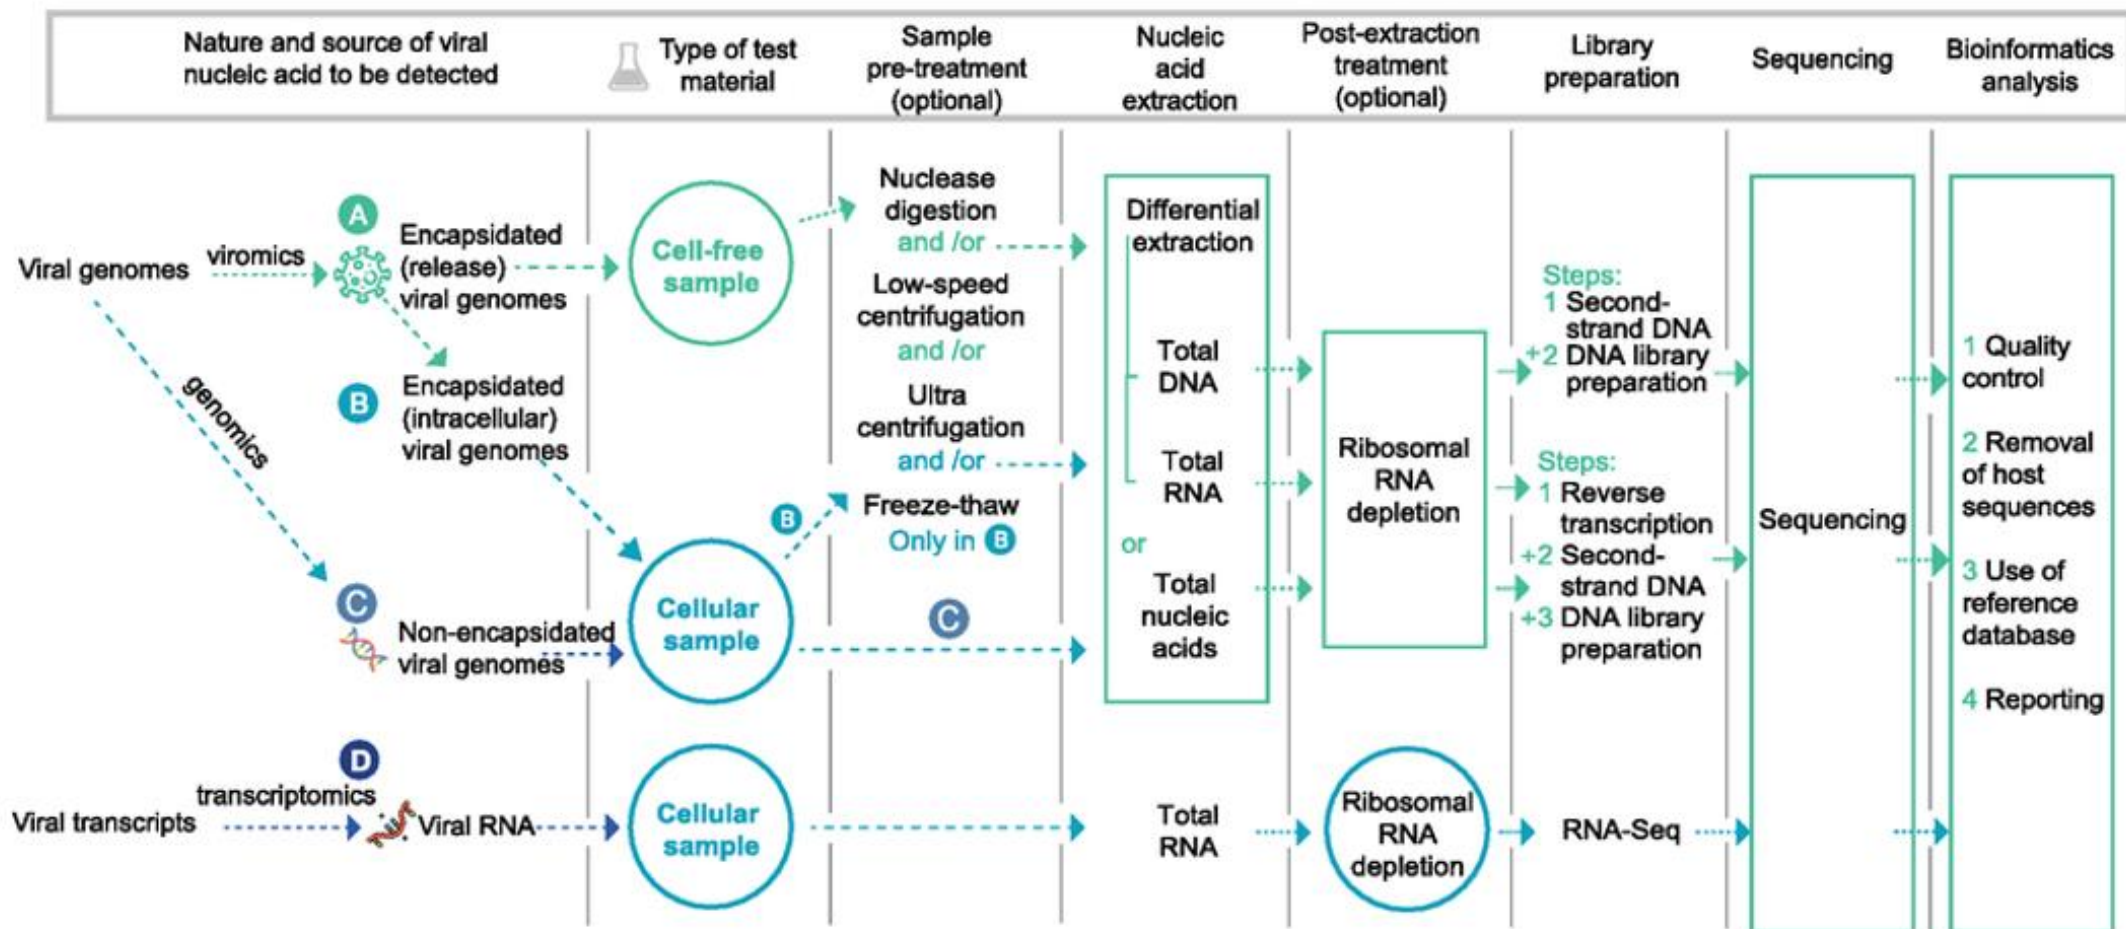 Nature and source of viral
nucleic acid to be detected
Type of test
material
Sample
pre-treatment
(optional)
Nucleic
acid
extraction
Post-extraction
treatment
(optional)
Library
preparation
Sequencing
Bioinformatics
analysis
Viral genomes
viromics
A
Encapsidated
(release)
viral genomes
genomics
B
Encapsidated
(intracellular)
viral genomes
C
Non-encapsidated
viral genomes
Viral transcripts
transcriptomics
D
Viral RNA
Cell-free
sample
Cellular
sample
Cellular
sample
Nuclease
digestion
and /or
Low-speed
centrifugation
and /or
Ultra
centrifugation
and /or
B
Freeze-thaw
Only in B
C
Differential
extraction
Total
DNA
Total
RNA
or
Total
nucleic
acids
Total
RNA
Ribosomal
RNA
depletion
Ribosomal
RNA
depletion
Steps:
1 Second-
strand DNA
+2 DNA library
preparation
Steps:
1 Reverse
transcription
+2 Second-
strand DNA
+3 DNA library
preparation
RNA-Seq
Sequencing
1 Quality
control
2 Removal
of host
sequences
3 Use of
reference
database
4 Reporting